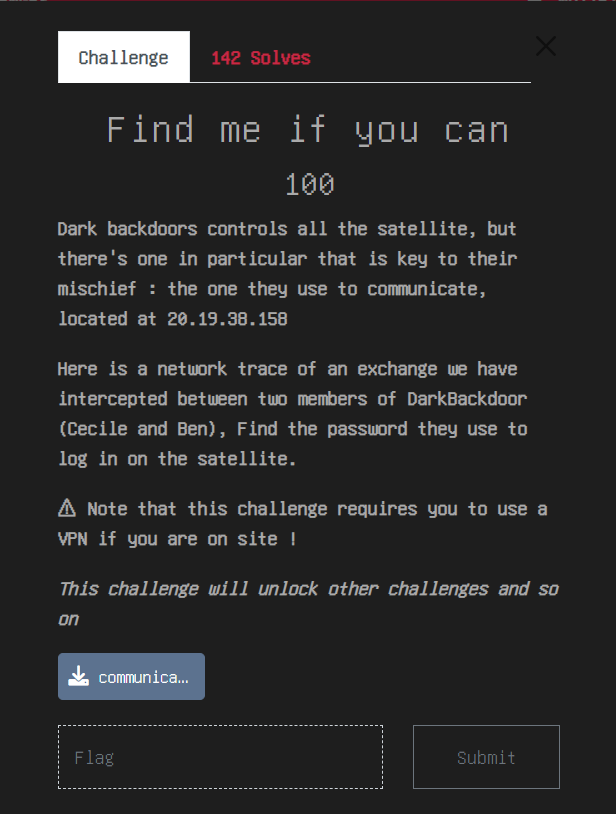 Challenge 142 Solves
Find me if you can
100
Dark backdoors controls all the satellite, but
there's one in particular that is key to their
mischief : the one they use to communicate,
located at 20.19.38.158
Here is a network trace of an exchange we have
intercepted between two members of DarkBackdoor
(Cecile and Ben), Find the password they use to
log in on the satellite.
⚠ Note that this challenge requires you to use a
VPN if you are on site !
This challenge will unlock other challenges and so
on
communica...
Flag Submit